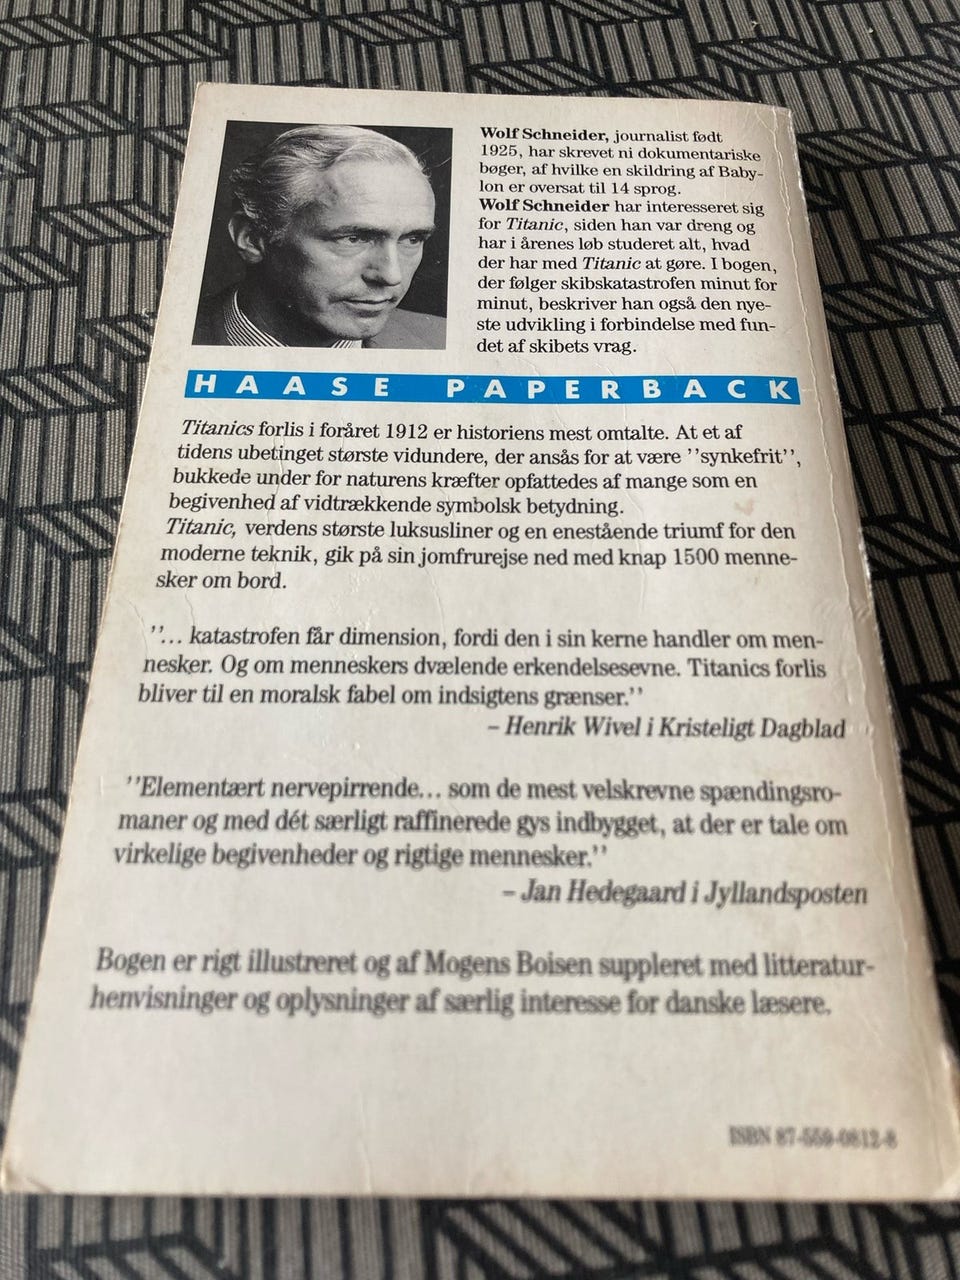 Wolf Schneider, journalist født
1925, har skrevet ni dokumentariske
bøger, af hvilke en skildring af Baby-
lon er oversat til 14 sprog.
Wolf Schneider har interesseret sig
for Titanic, siden han var dreng og
har i årenes løb studeret alt, hvad
der har med Titanic at gøre. I bogen,
der følger skibskatastrofen minut for
minut, beskriver han også den nye-
ste udvikling i forbindelse med fun-
det af skibets vrag.
HAASE PAPERBACK
Titanics forlis i foråret 1912 er historiens mest omtalte. At et af
tidens ubetinget største vidundere, der ansås for at være ''synkefrit'',
bukkede under for naturens kræfter opfattedes af mange som en
begivenhed af vidtrækkende symbolsk betydning.
Titanic, verdens største luksusliner og en enestående triumf for den
moderne teknik, gik på sin jomfrurejse ned med knap 1500 menne-
sker om bord.
''... katastrofen får dimension, fordi den i sin kerne handler om men-
nesker. Og om menneskers dvælende erkendelsesevne. Titanics forlis
bliver til en moralsk fabel om indsigtens grænser.''
– Henrik Wivel i Kristeligt Dagblad
''Elementært nervepirrende... som de mest velskrevne spændingsro-
maner og med dét særligt raffinerede gys indbygget, at der er tale om
virkelige begivenheder og rigtige mennesker.''
– Jan Hedegaard i Jyllandsposten
Bogen er rigt illustreret og af Mogens Boisen suppleret med litteratur-
henvisninger og oplysninger af særlig interesse for danske læsere.
ISBN 87-559-0812-8